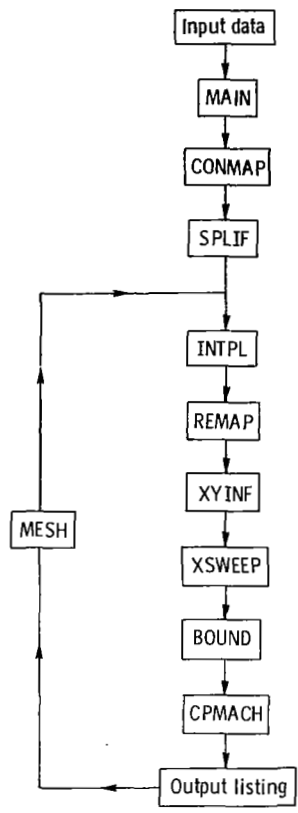 Input data
MAIN
CONMAP
SPLIF
INTPL
REMAP
XYINF
MESH
XSWEEP
BOUND
CPMACH
Output listing